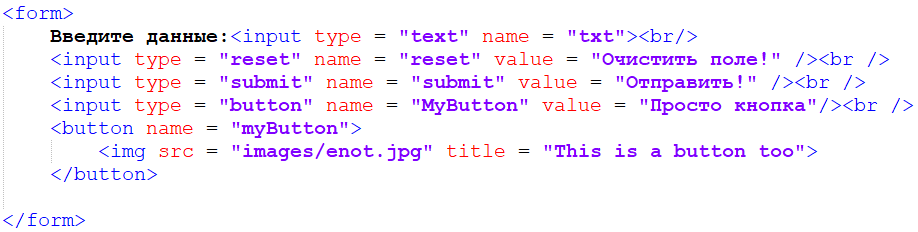 <form>
Введите данные:<input type = "text" name = "txt"><br/>
<input type = "reset" name = "reset" value = "Очистить поле!" /><br />
<input type = "submit" name = "submit" value = "Отправить!" /><br />
<input type = "button" name = "MyButton" value = "Просто кнопка"/><br />
<button name = "myButton">
<img src = "images/enot.jpg" title = "This is a button too">
</button>
</form>